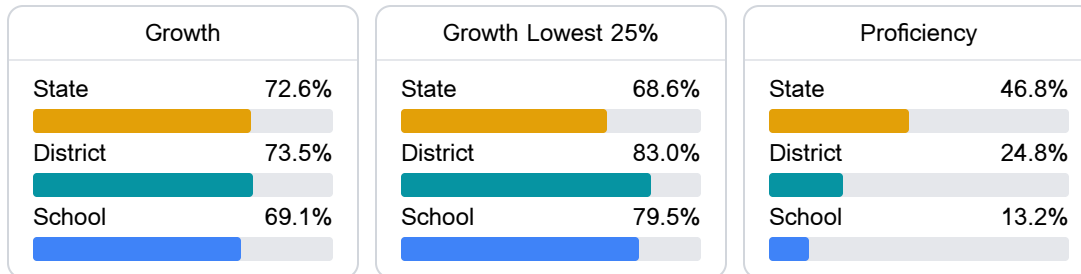 Growth
State 72.6%
District 73.5%
School 69.1%
Growth Lowest 25%
State 68.6%
District 83.0%
School 79.5%
Proficiency
State 46.8%
District 24.8%
School 13.2%